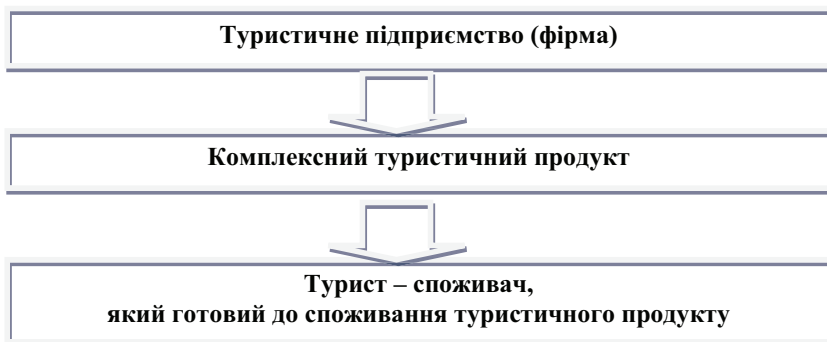 Туристичне підприємство (фірма)
Комплексний туристичний продукт
Турист – споживач,
який готовий до споживання туристичного продукту